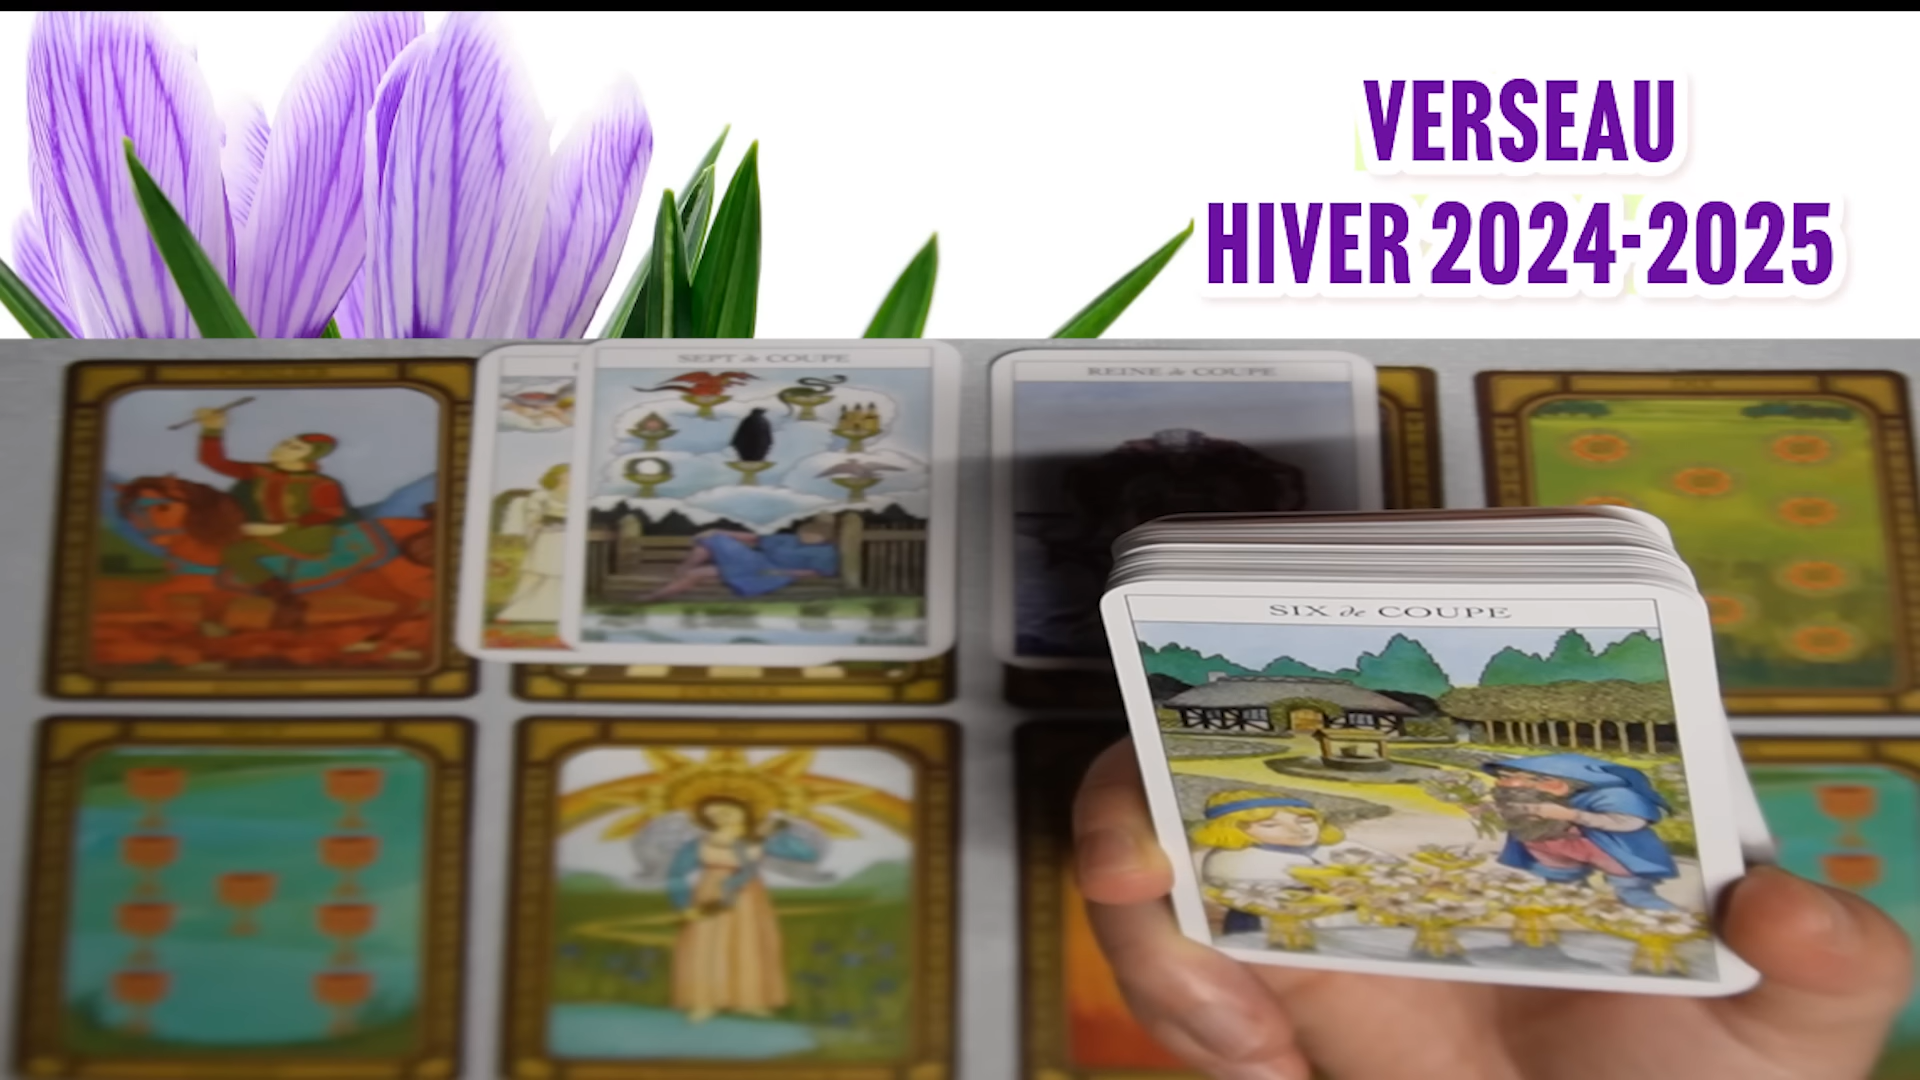 VERSEAU
HIVER 2024-2025
SEPT de COUPE
REINE de COUPE
SIX de COUPE